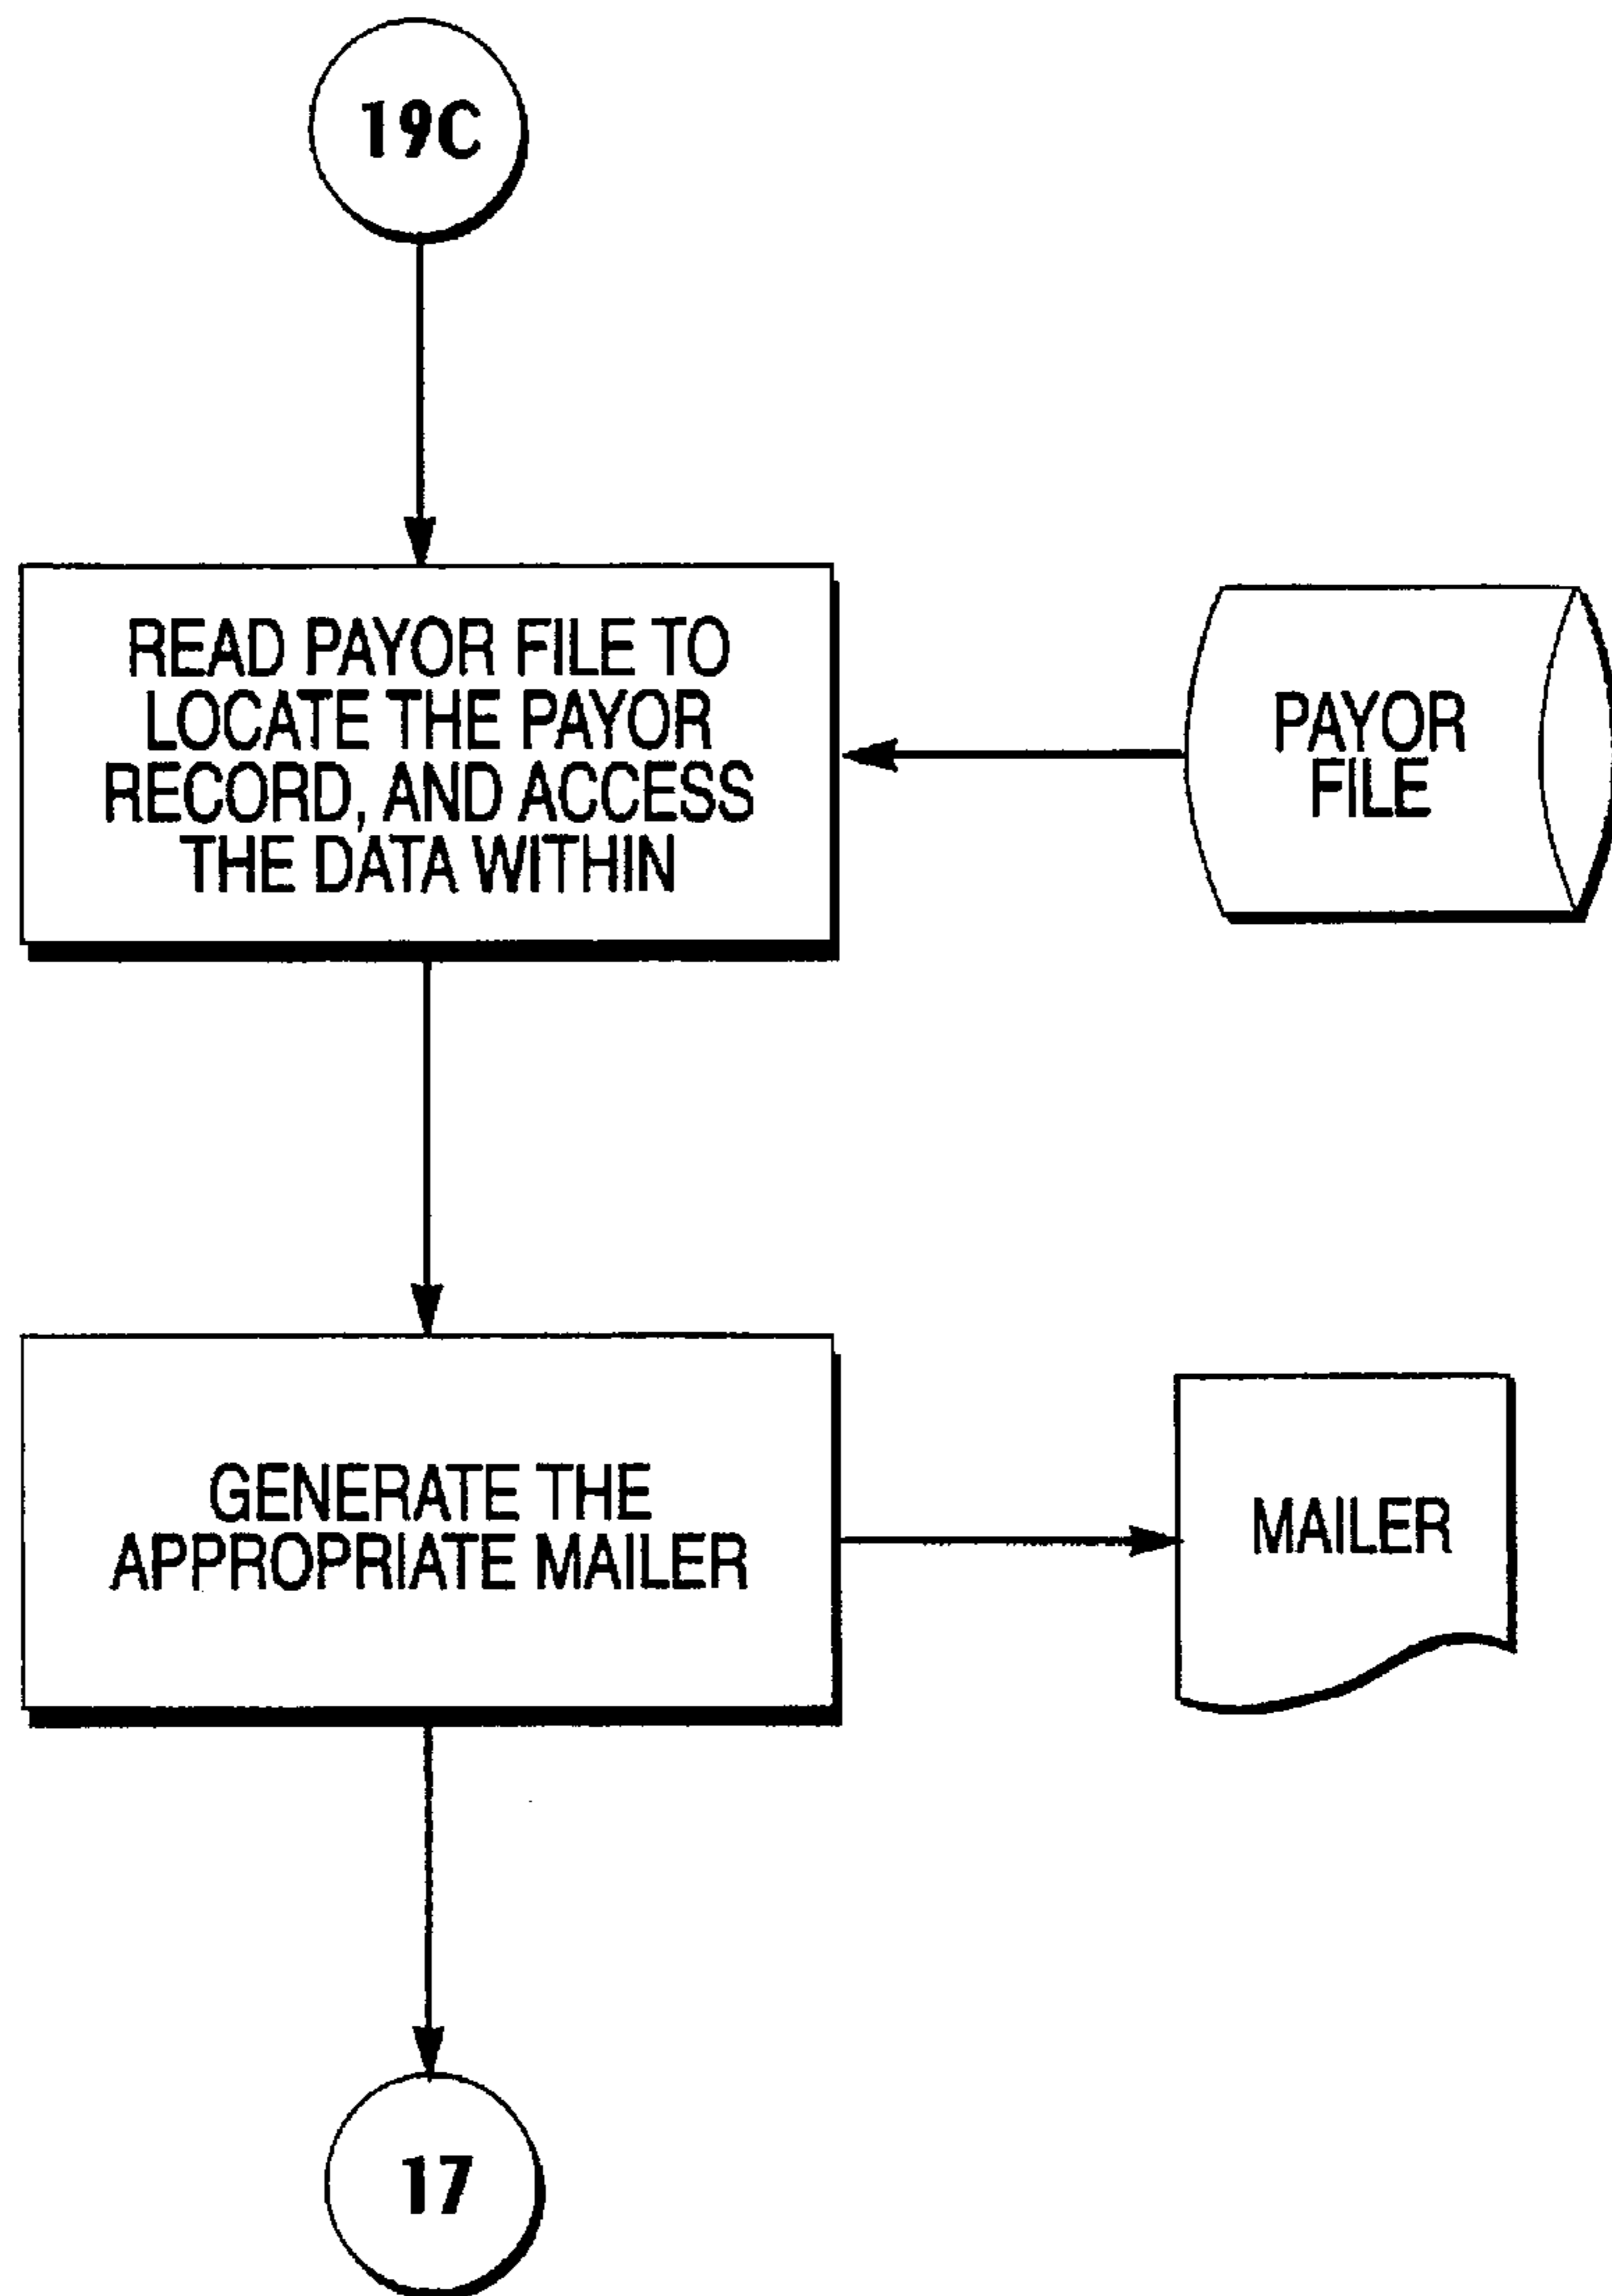 19C
READ PAYOR FILE TO
LOCATE THE PAYOR
RECORD, AND ACCESS
THE DATA WITHIN
PAYOR
FILE
GENERATE THE
APPROPRIATE MAILER
MAILER
17